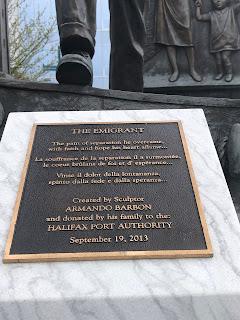 THE EMIGRANT
The pain of separation he overcame,
with faith and hope his heart aflame...
La souffrance de la séparation il a surmontée,
le coeur brûlant de foi et d' espérance...
Vinse il dolor della lontananza,
spinto dalla fede e dalla speranza...
Created by Sculptor
ARMANDO BARBON
and donated by his family to the:
HALIFAX PORT AUTHORITY
September 19, 2013